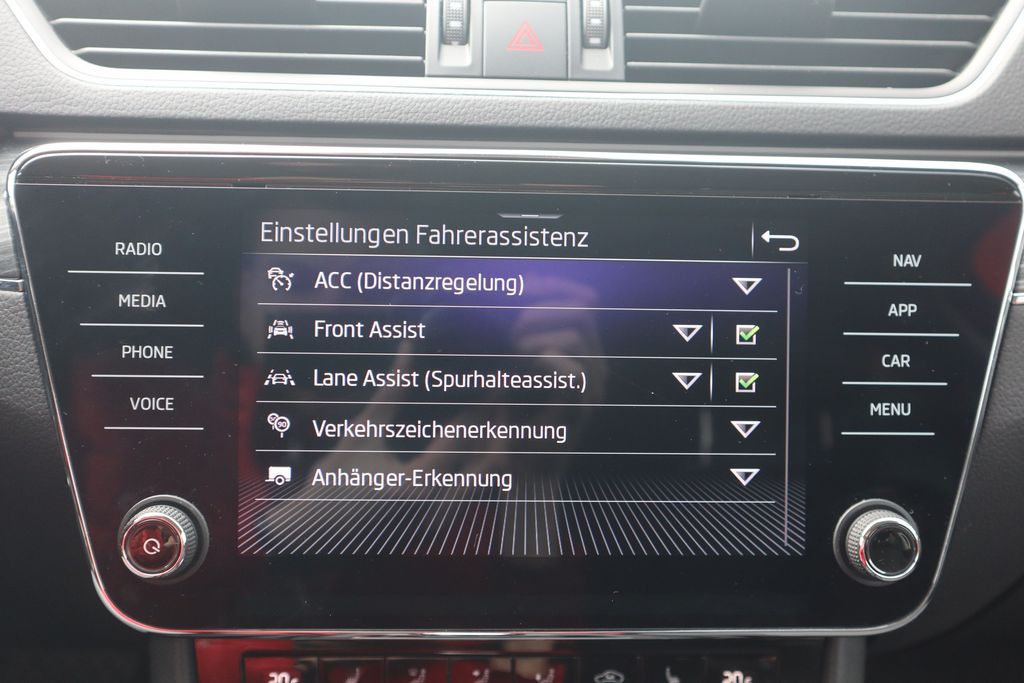 Einstellungen Fahrerassistenz
RADIO
MEDIA
PHONE
VOICE
ACC (Distanzregelung)
Front Assist
Lane Assist (Spurhalteassist.)
90
Verkehrszeichenerkennung
Anhänger-Erkennung
NAV
APP
CAR
MENU